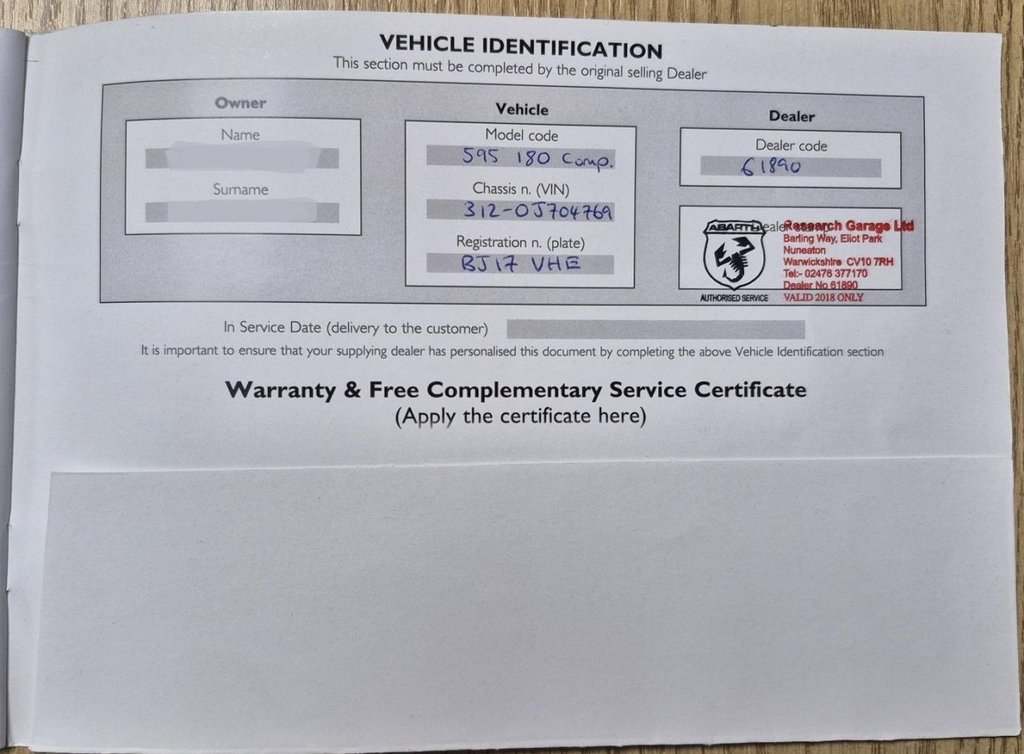 VEHICLE IDENTIFICATION
This section must be completed by the original selling Dealer
Owner
Name
Surname
Vehicle
Model code
595 180 Comp.
Chassis n. (VIN)
312-0J704769
Registration n. (plate)
BJ17 VHE
Dealer
Dealer code
61890
ABARTH
AUTHORISED SERVICE
Research Garage Ltd
Barling Way, Eliot Park
Nuneaton
Warwickshire CV10 7RH
Tel:- 02476 377170
Dealer No 61890
VALID 2018 ONLY
In Service Date (delivery to the customer)
It is important to ensure that your supplying dealer has personalised this document by completing the above Vehicle Identification section
Warranty & Free Complementary Service Certificate
(Apply the certificate here)